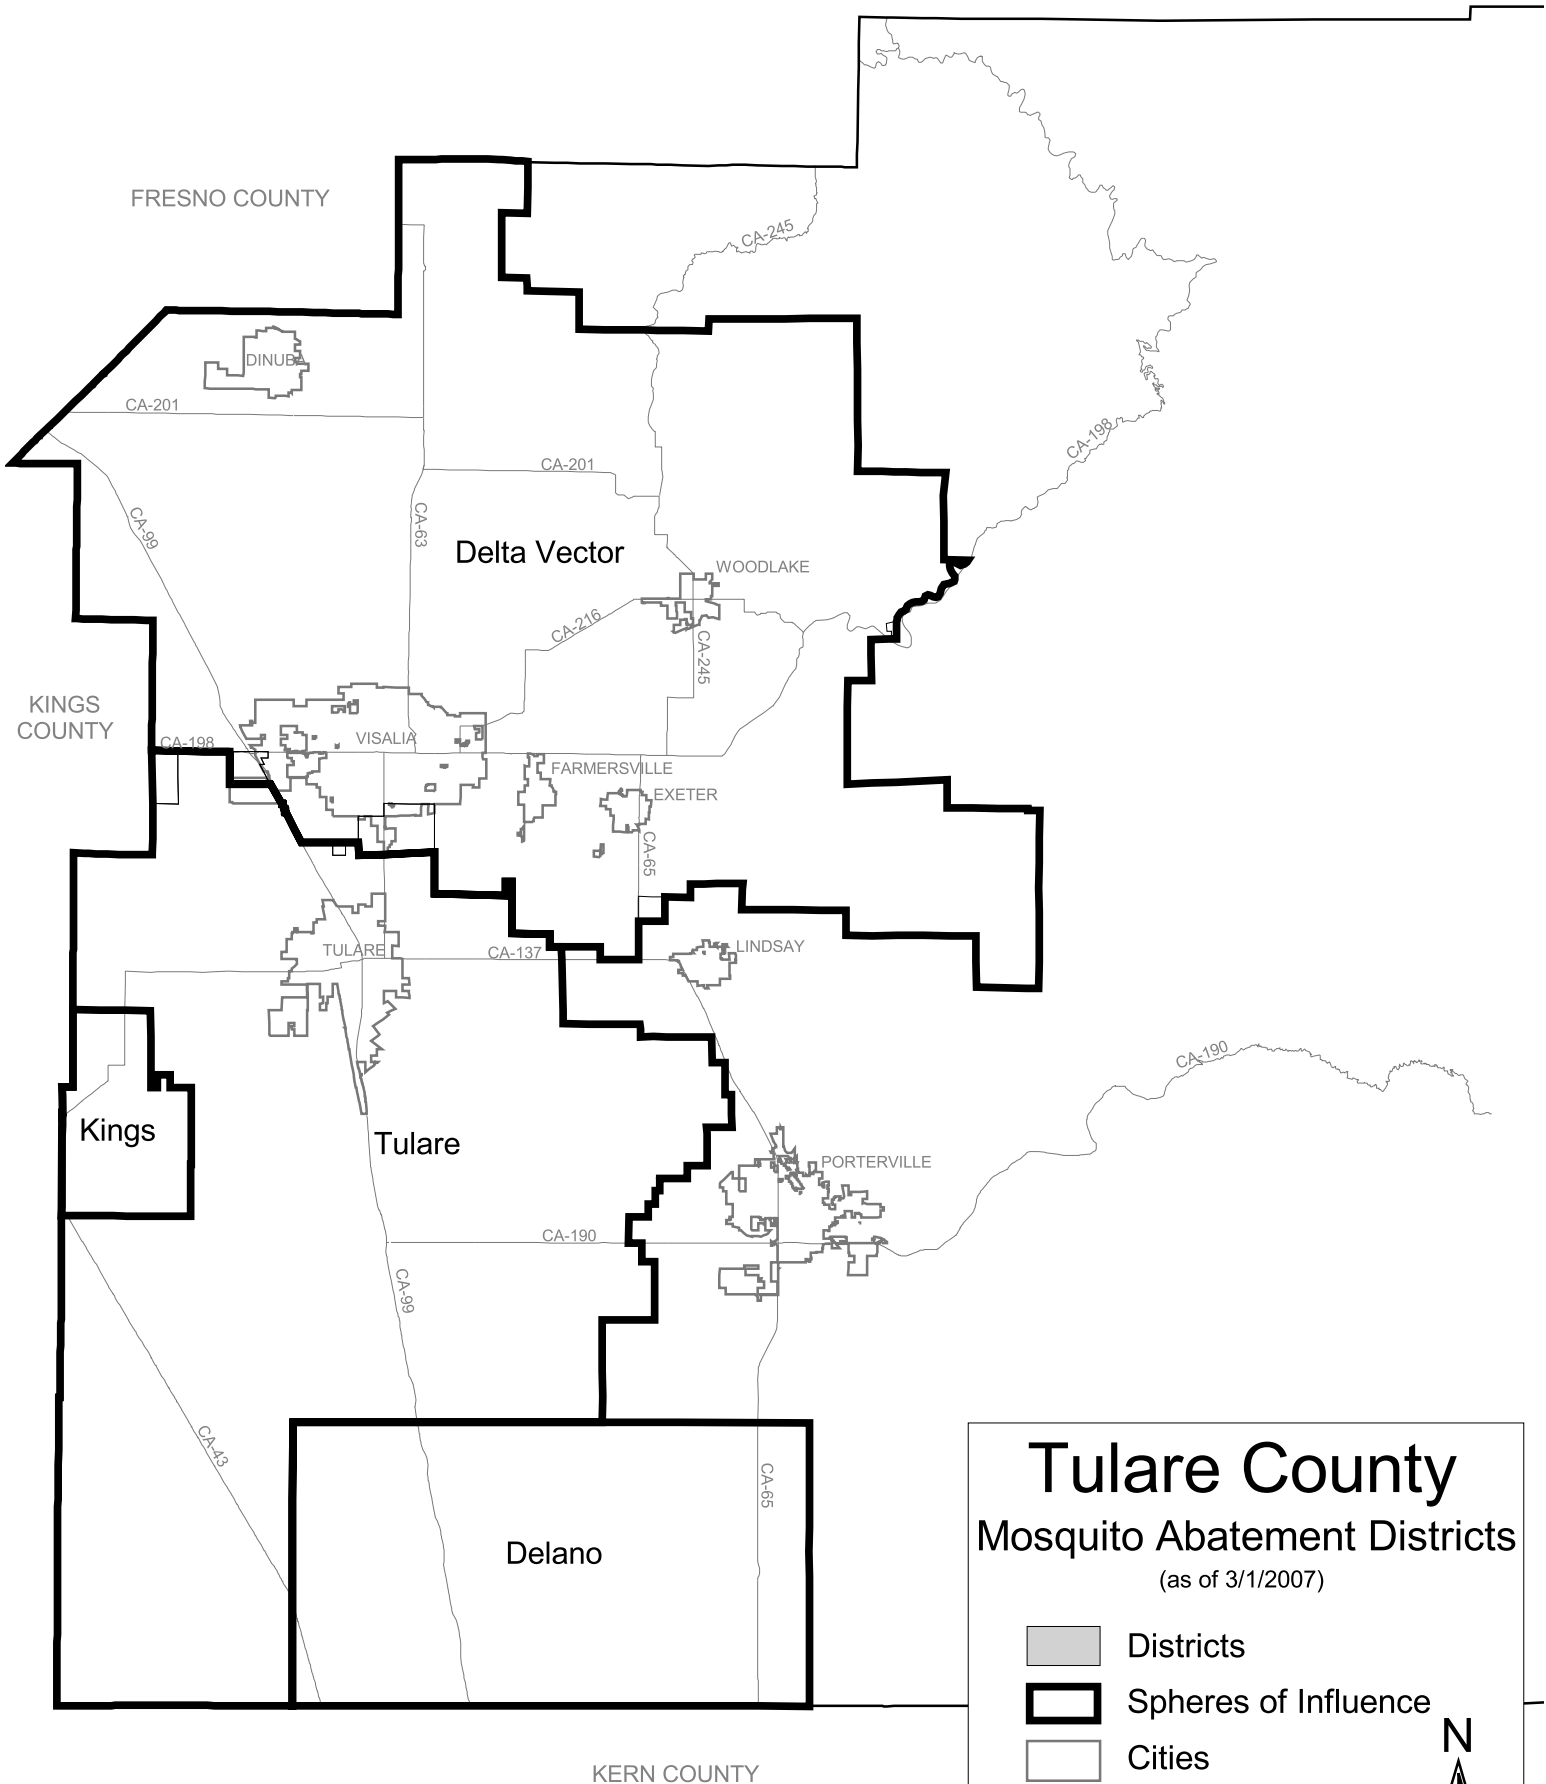 FRESNO COUNTY
CA-245
DINUBA
CA-201
CA-198
CA-201
CA-99
CA-63
Delta Vector
WOODLAKE
CA-216
CA-245
KINGS
COUNTY
CA-198
VISALIA
FARMERSVILLE
EXETER
CA-65
TULARE
CA-137
LINDSAY
CA-190
Kings
Tulare
PORTERVILLE
CA-190
CA-99
CA-43
CA-65
Delano
Tulare County
Mosquito Abatement Districts
(as of 3/1/2007)
Districts
Spheres of Influence
N
Cities
KERN COUNTY